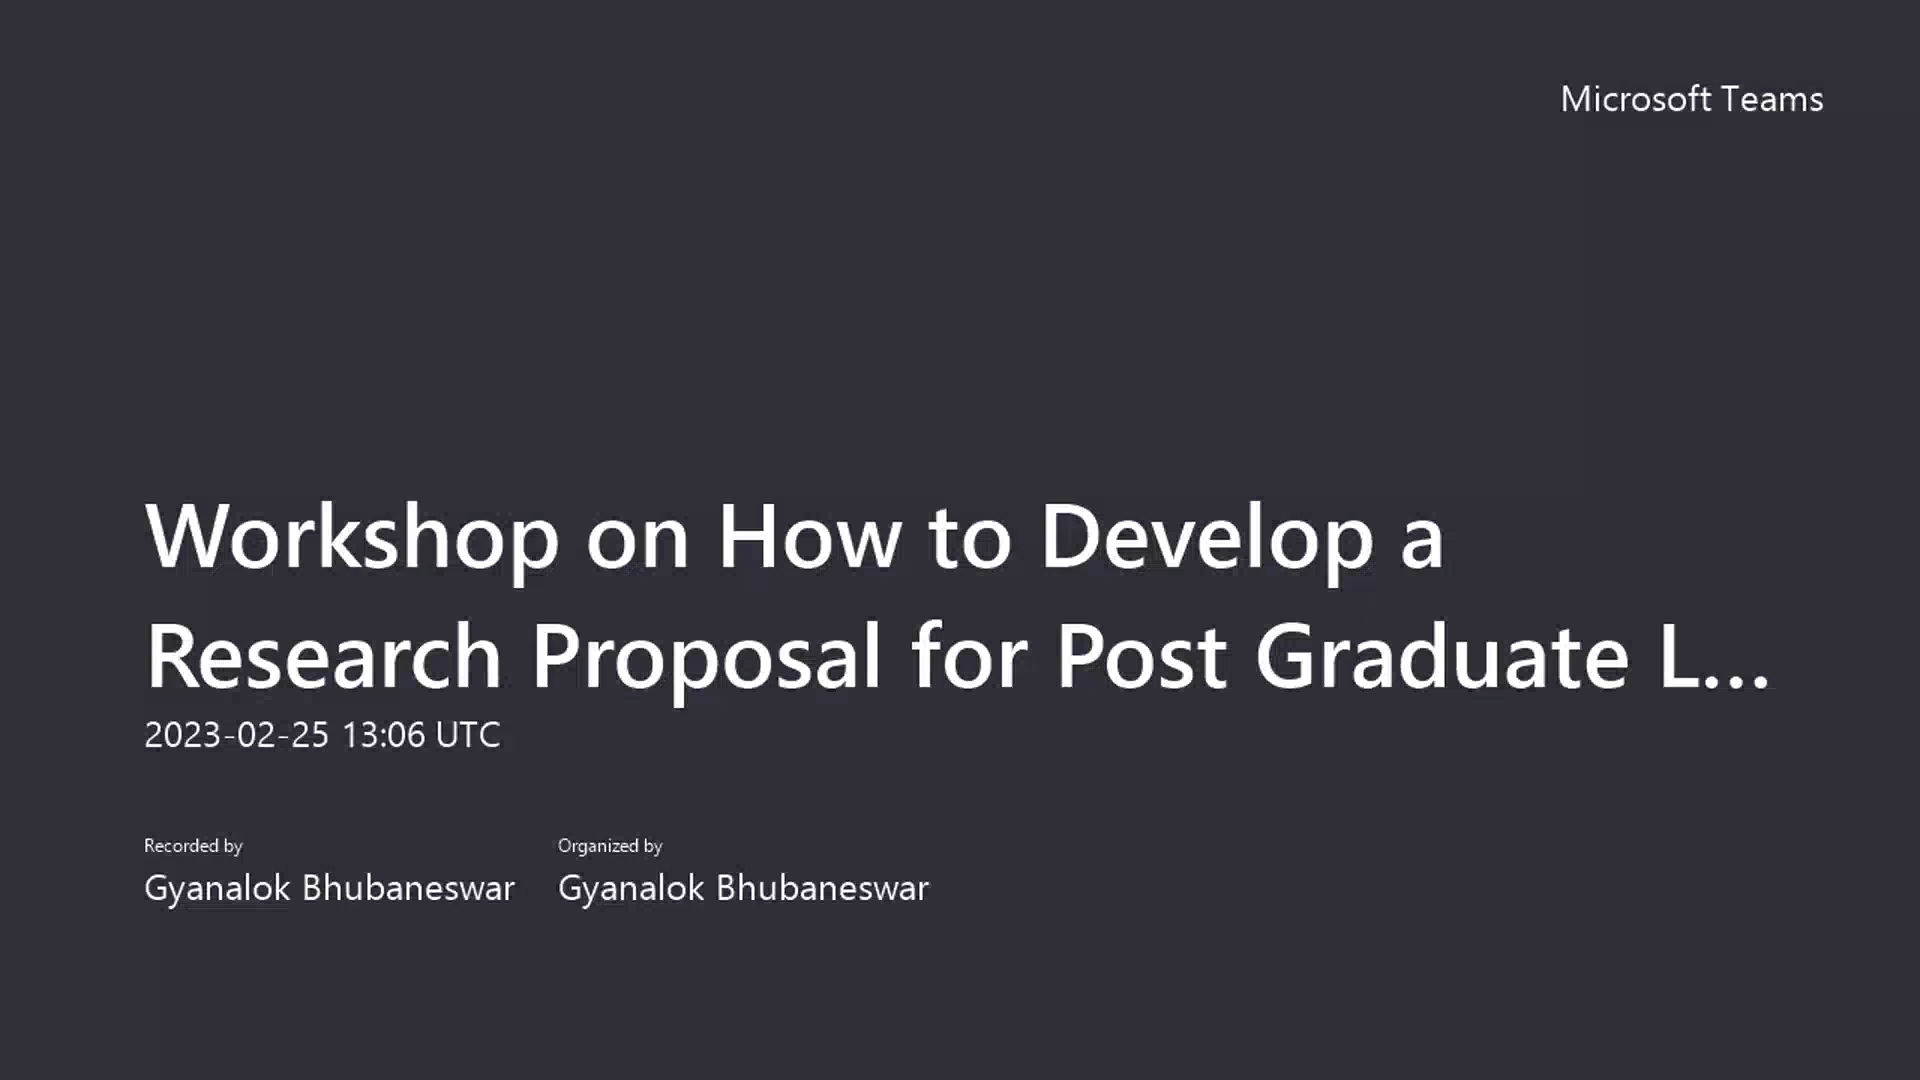 Microsoft Teams
Workshop on How to Develop a
Research Proposal for Post Graduate L...
2023-02-25 13:06 UTC
Recorded by
Gyanalok Bhubaneswar
Organized by
Gyanalok Bhubaneswar